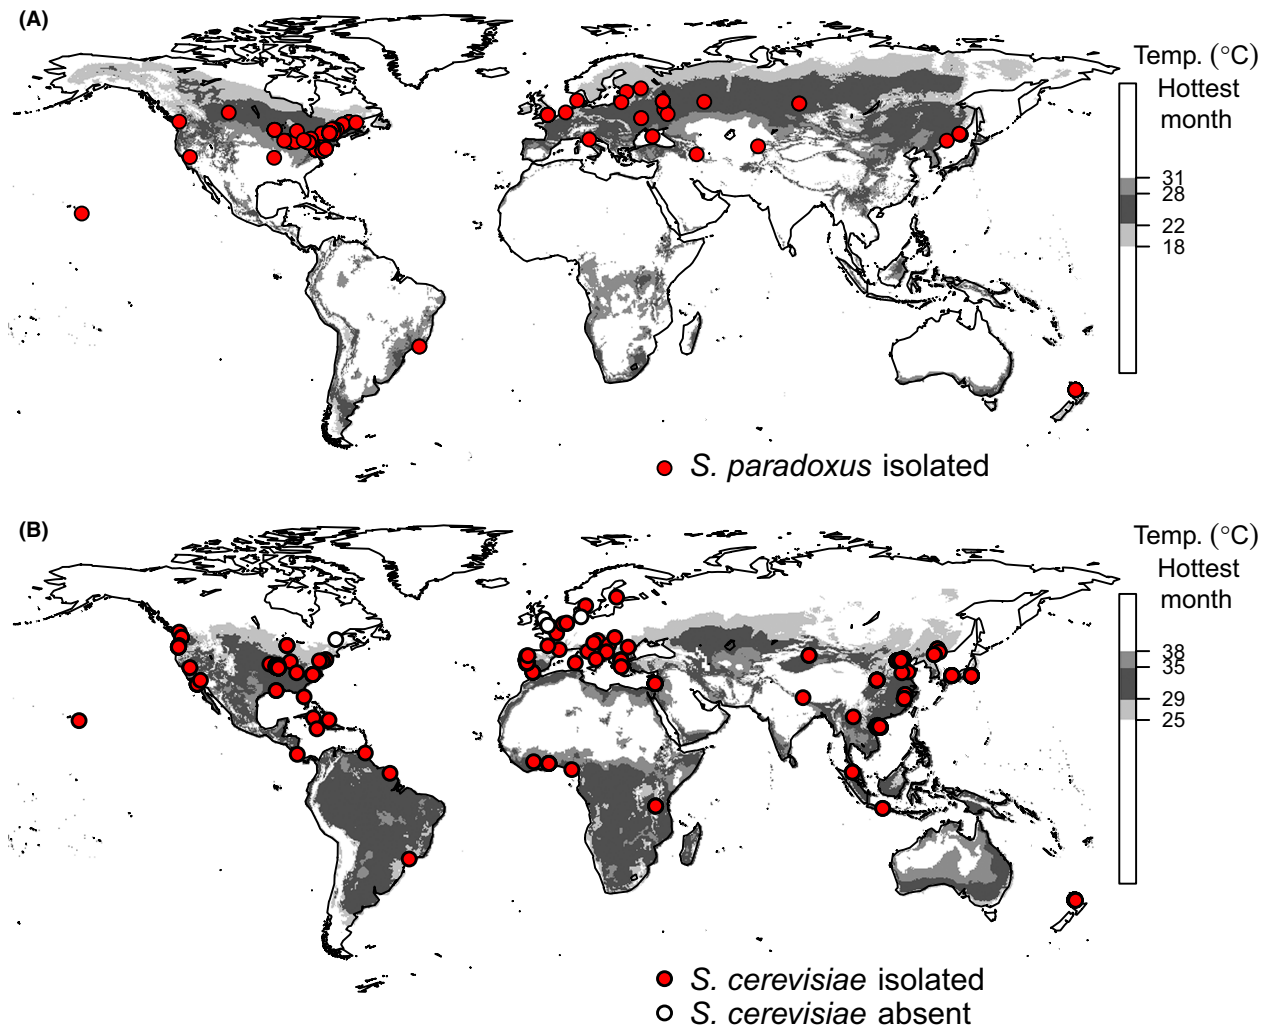 (A)
Temp. (°C)
Hottest
month
31
28
22
18
S. paradoxus isolated
(B)
Temp. (°C)
Hottest
month
38
35
29
25
S. cerevisiae isolated
S. cerevisiae absent